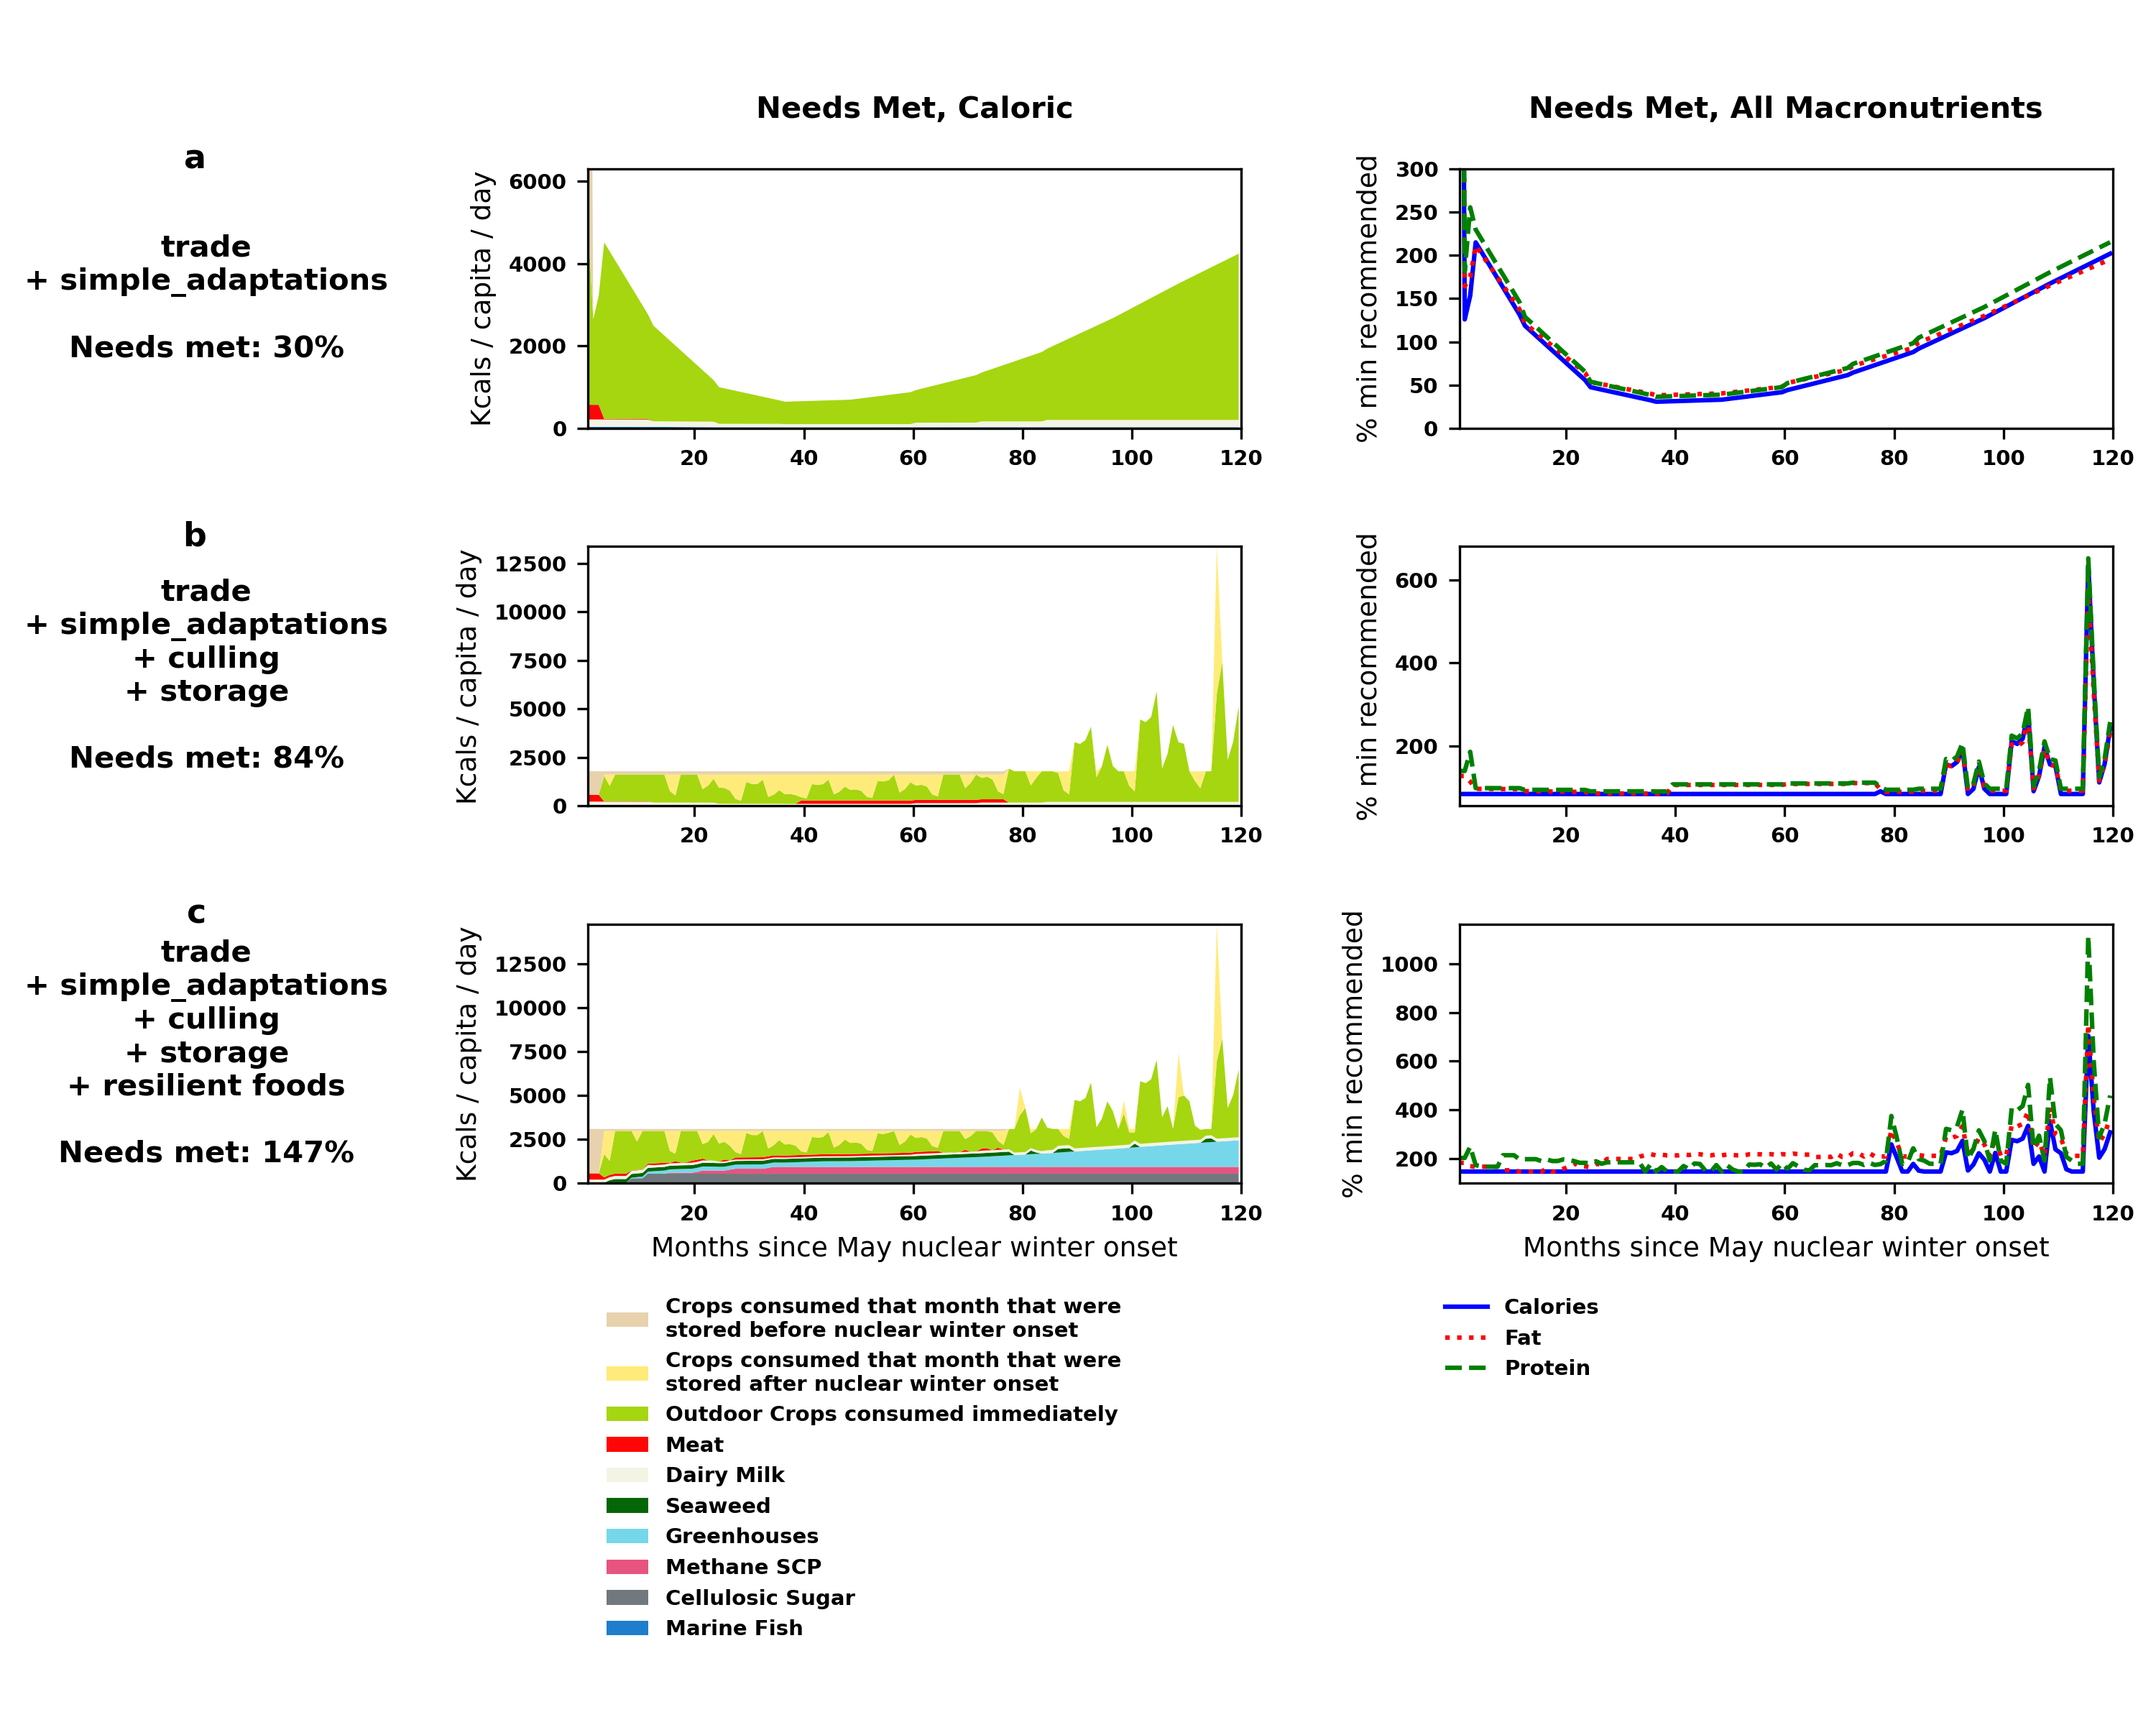 Needs Met, Caloric
Needs Met, All Macronutrients
a
trade
+ simple_adaptations
Needs met: 30%
Kcals / capita / day
6000
4000
2000
0
20 40 60 80 100 120
% min recommended
300
250
200
150
100
50
0
20 40 60 80 100 120
b
trade
+ simple_adaptations
+ culling
+ storage
Needs met: 84%
Kcals / capita / day
12500
10000
7500
5000
2500
0
20 40 60 80 100 120
% min recommended
600
400
200
20 40 60 80 100 120
c
trade
+ simple_adaptations
+ culling
+ storage
+ resilient foods
Needs met: 147%
Kcals / capita / day
12500
10000
7500
5000
2500
0
20 40 60 80 100 120
Months since May nuclear winter onset
% min recommended
1000
800
600
400
200
20 40 60 80 100 120
Months since May nuclear winter onset
Crops consumed that month that were
stored before nuclear winter onset
Crops consumed that month that were
stored after nuclear winter onset
Outdoor Crops consumed immediately
Meat
Dairy Milk
Seaweed
Greenhouses
Methane SCP
Cellulosic Sugar
Marine Fish
Calories
Fat
Protein